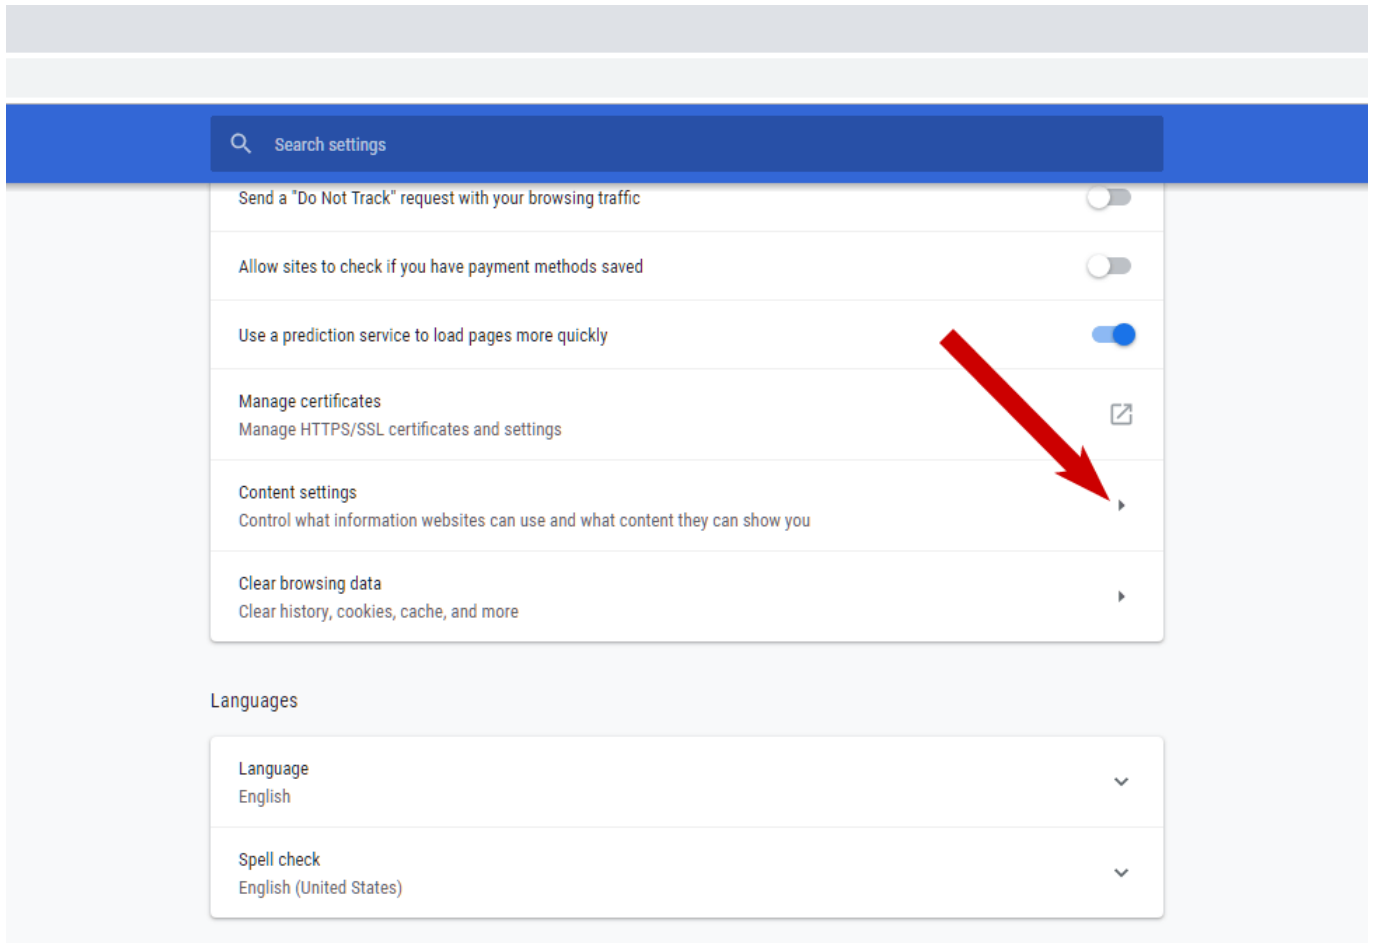 Search settings
Send a "Do Not Track" request with your browsing traffic
Allow sites to check if you have payment methods saved
Use a prediction service to load pages more quickly
Manage certificates
Manage HTTPS/SSL certificates and settings
Content settings
Control what information websites can use and what content they can show you
Clear browsing data
Clear history, cookies, cache, and more
Languages
Language
English
Spell check
English (United States)